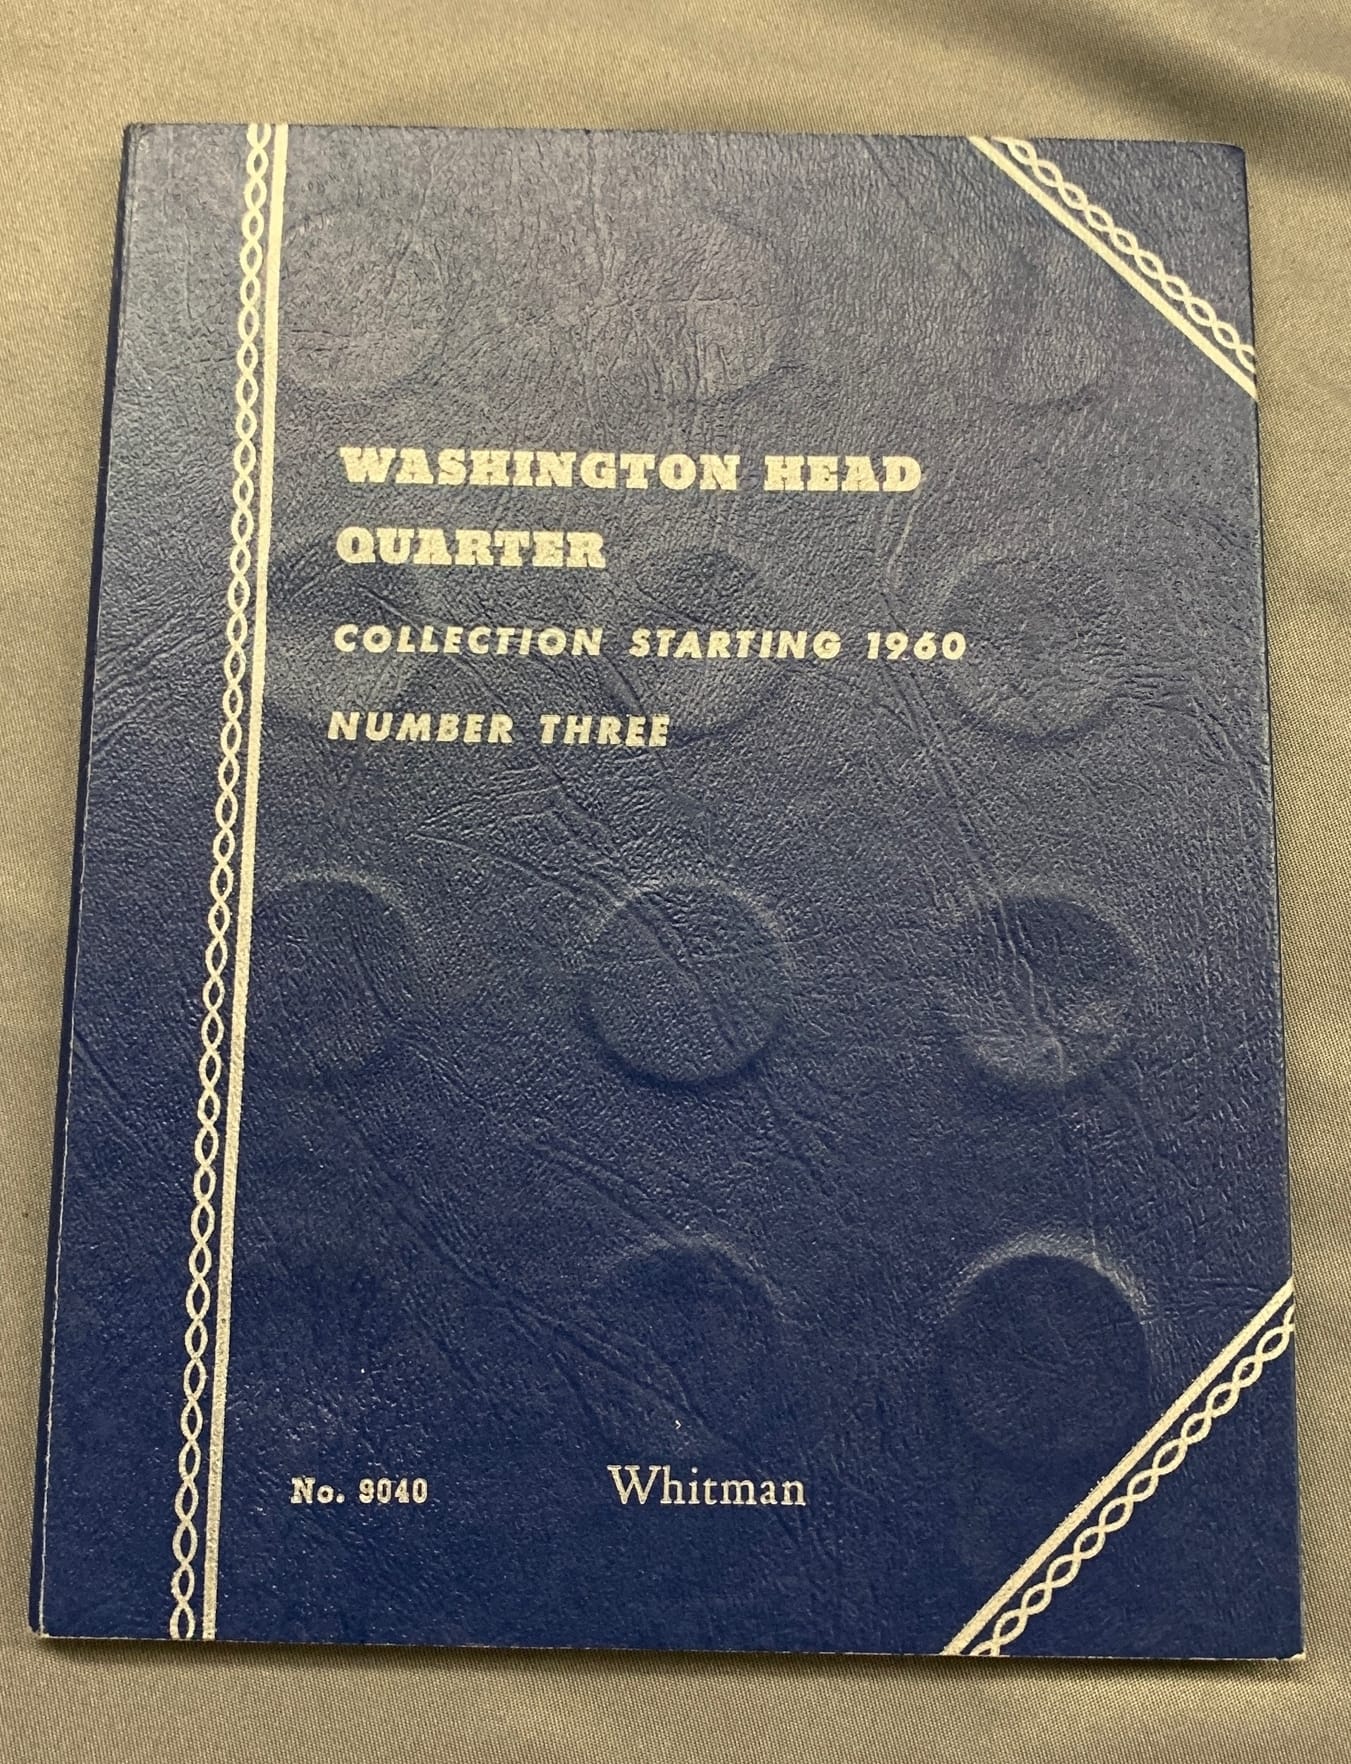 WASHINGTON HEAD
QUARTER
COLLECTION STARTING 1960
NUMBER THREE
No. 9040
Whitman